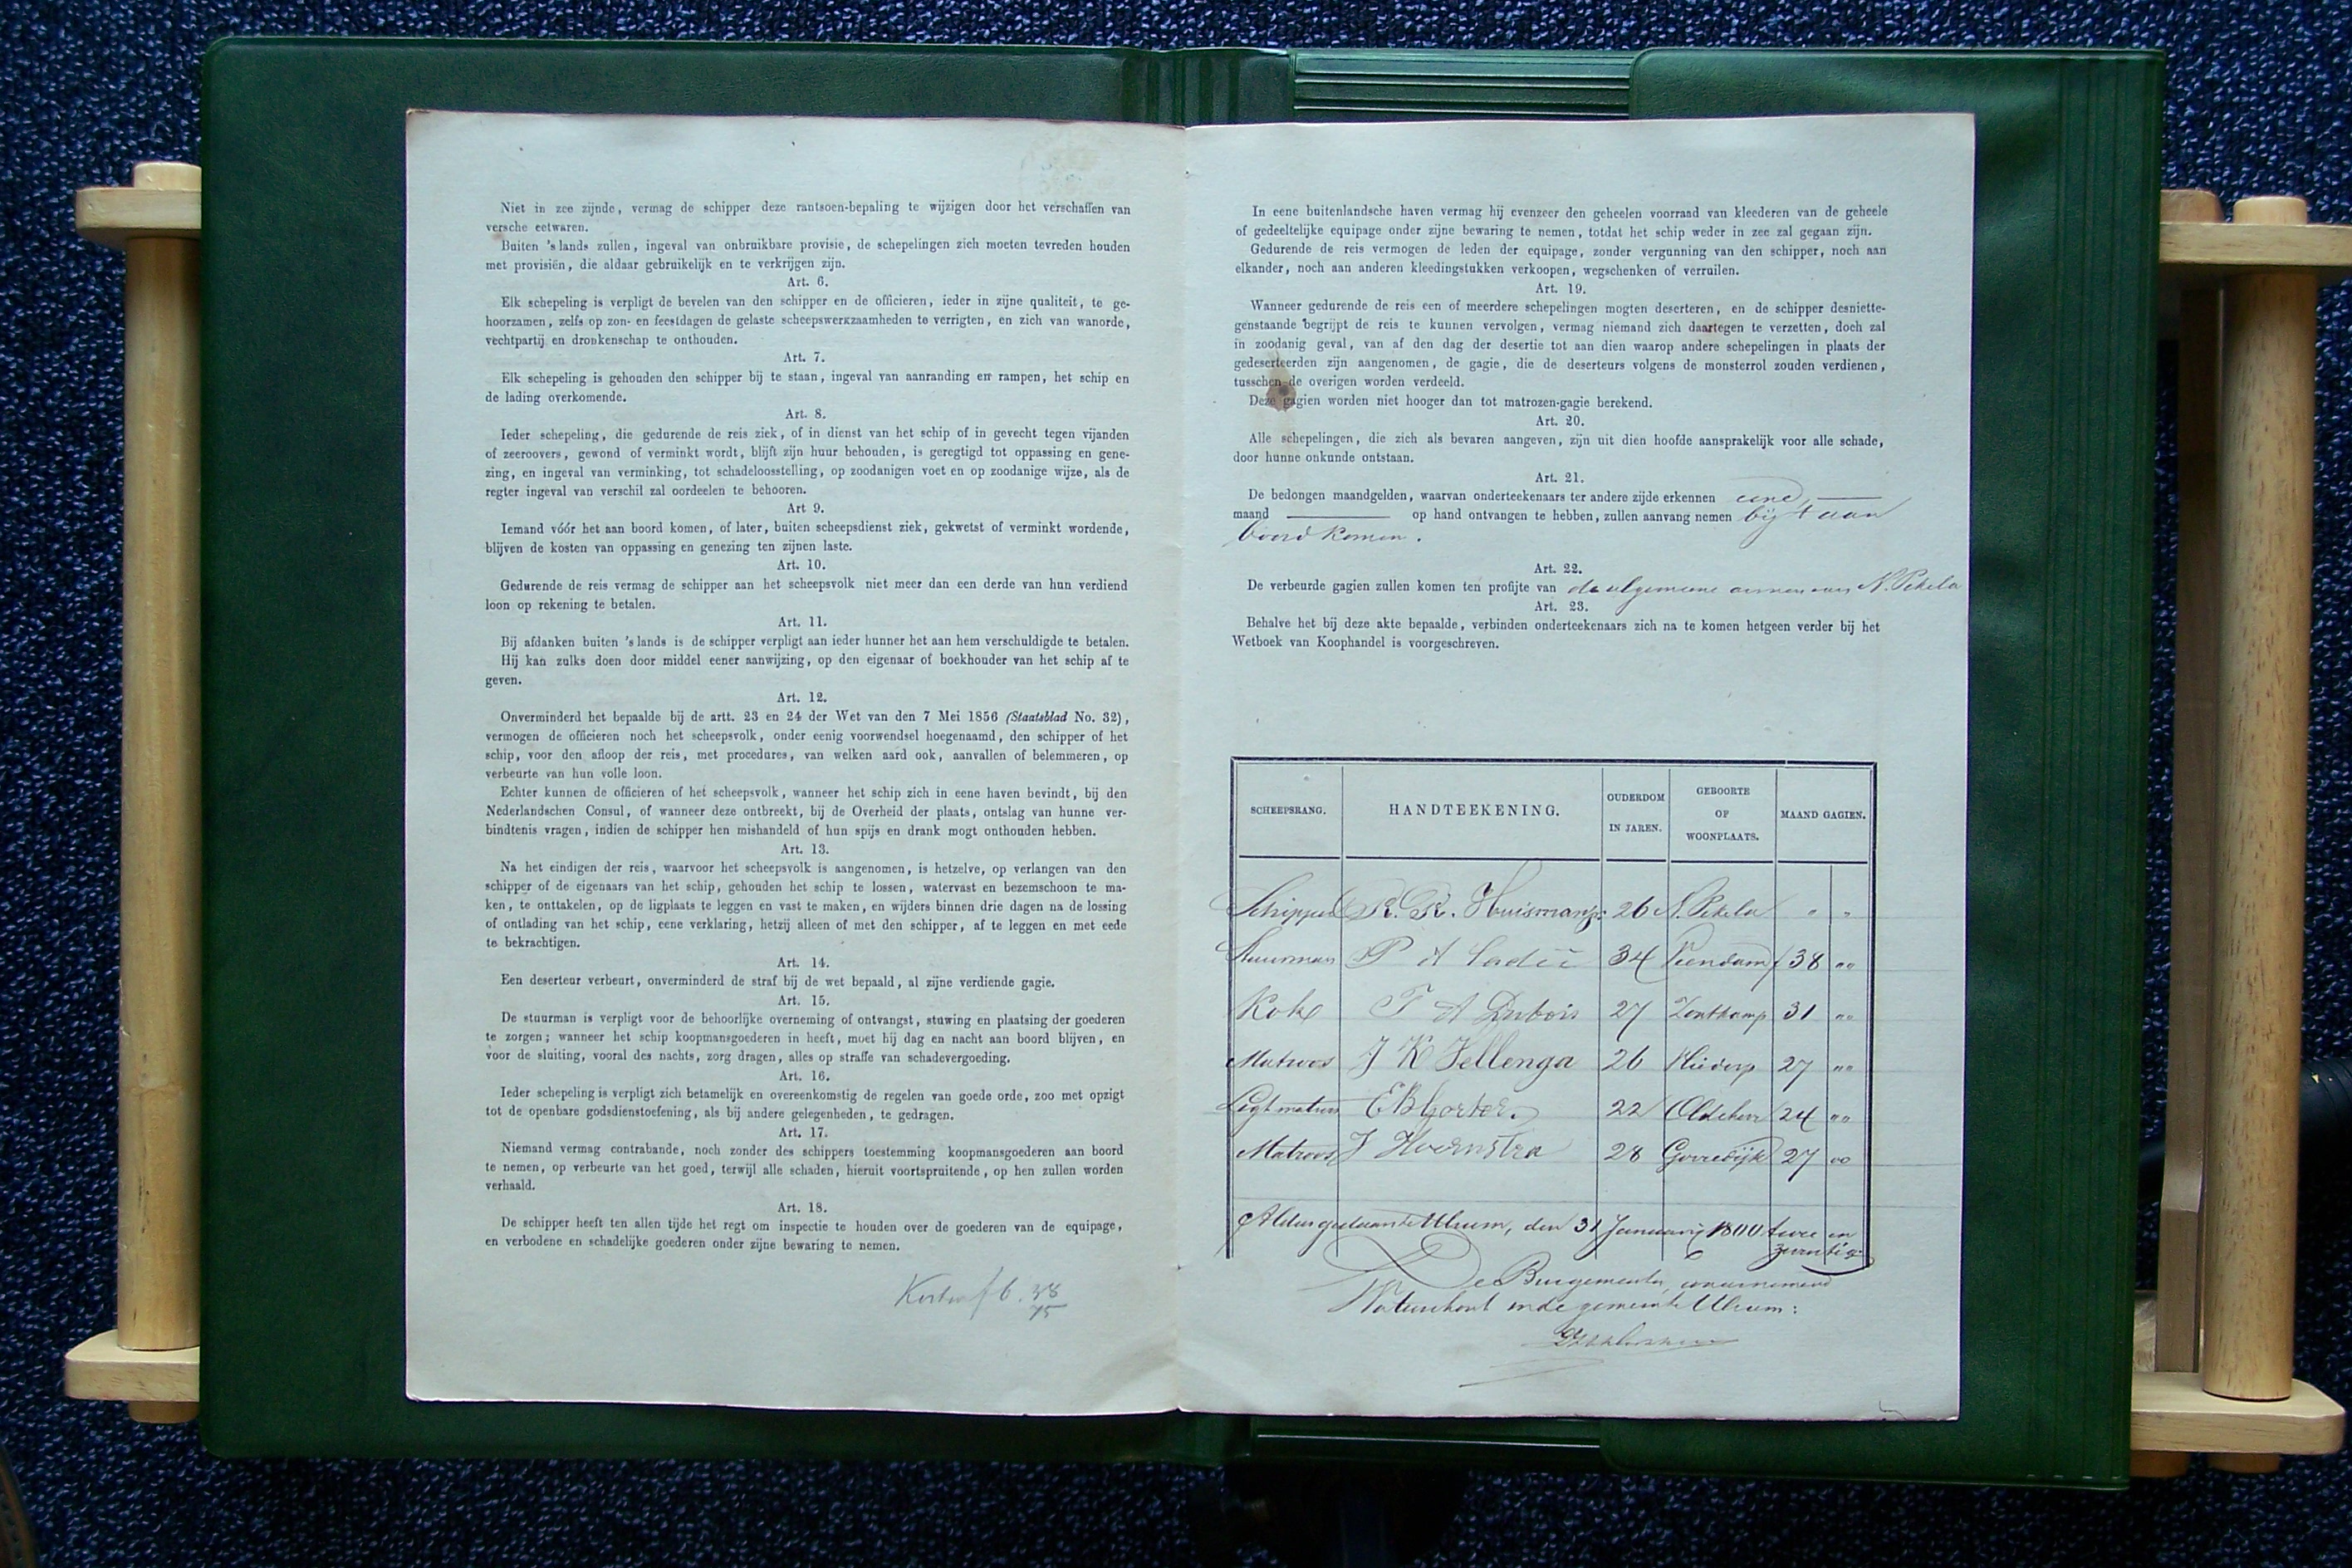 Niet in zee zijnde, vermag de schipper deze rantsoen-bepaling te wijzigen door het verschaffen van
versche eetwaren.
Buiten 's lands zullen, ingeval van onbruikbare provisie, de schepelingen zich moeten tevreden houden
met provisiën, die aldaar gebruikelijk en te verkrijgen zijn.
Art. 6.
Elk schepeling is verpligt de bevelen van den schipper en de officieren, ieder in zijne qualiteit, te ge-
hoorzamen, zelfs op zon- en feestdagen de gelaste scheepswerkzaamheden te verrigten, en zich van wanorde,
vechtpartij en dronkenschap te onthouden.
Art. 7.
Elk schepeling is gehouden den schipper bij te staan, ingeval van aanranding en rampen, het schip en
de lading overkomende.
Art. 8.
Ieder schepeling, die gedurende de reis ziek, of in dienst van het schip of in gevecht tegen vijanden
of zeeroovers, gewond of verminkt wordt, blijft zijn huur behouden, is geregtigd tot oppassing en gene-
zing, en ingeval van verminking, tot schadeloosstelling, op zoodanigen voet en op zoodanige wijze, als de
regter ingeval van verschil zal oordeelen te behooren.
Art 9.
Iemand vóór het aan boord komen, of later, buiten scheepsdienst ziek, gekwetst of verminkt wordende,
blijven de kosten van oppassing en genezing ten zijnen laste.
Art. 10.
Gedurende de reis vermag de schipper aan het scheepsvolk niet meer dan een derde van hun verdiend
loon op rekening te betalen.
Art. 11.
Bij afdanken buiten 's lands is de schipper verpligt aan ieder hunner het aan hem verschuldigde te betalen.
Hij kan zulks doen door middel eener aanwijzing, op den eigenaar of boekhouder van het schip af te
geven.
Art. 12.
Onverminderd het bepaalde bij de artt. 23 en 24 der Wet van den 7 Mei 1856 (Staatsblad No. 32),
vermogen de officieren noch het scheepsvolk, onder eenig voorwendsel hoegenaamd, den schipper of het
schip, voor den afloop der reis, met procedures, van welken aard ook, aanvallen of belemmeren, op
verbeurte van hun volle loon.
Echter kunnen de officieren of het scheepsvolk, wanneer het schip zich in eene haven bevindt, bij den
Nederlandschen Consul, of wanneer deze ontbreekt, bij de Overheid der plaats, ontslag van hunne ver-
bindtenis vragen, indien de schipper hen mishandeld of hun spijs en drank mogt onthouden hebben.
Art. 13.
Na het eindigen der reis, waarvoor het scheepsvolk is aangenomen, is hetzelve, op verlangen van den
schipper of de eigenaars van het schip, gehouden het schip te lossen, watervast en bezemschoon te ma-
ken, te onttakelen, op de ligplaats te leggen en vast te maken, en wijders binnen drie dagen na de lossing
of ontlading van het schip, eene verklaring, hetzij alleen of met den schipper, af te leggen en met eede
te bekrachtigen.
Art. 14.
Een deserteur verbeurt, onverminderd de straf bij de wet bepaald, al zijne verdiende gagie.
Art. 15.
De stuurman is verpligt voor de behoorlijke overneming of ontvangst, stuwing en plaatsing der goederen
te zorgen; wanneer het schip koopmansgoederen in heeft, moet hij dag en nacht aan boord blijven, en
voor de sluiting, vooral des nachts, zorg dragen, alles op straffe van schadevergoeding.
Art. 16.
Ieder schepeling is verpligt zich betamelijk en overeenkomstig de regelen van goede orde, zoo met opzigt
tot de openbare godsdienstoefening, als bij andere gelegenheden, te gedragen.
Art. 17.
Niemand vermag contrabande, noch zonder des schippers toestemming koopmansgoederen aan boord
te nemen, op verbeurte van het goed, terwijl alle schaden, hieruit voortspruitende, op hen zullen worden
verhaald.
Art. 18.
De schipper heeft ten allen tijde het regt om inspectie te houden over de goederen van de equipage,
en verbodene en schadelijke goederen onder zijne bewaring te nemen.
f 6.38
75
In eene buitenlandsche haven vermag hij evenzeer den geheelen voorraad van kleederen van de geheele
of gedeeltelijke equipage onder zijne bewaring te nemen, totdat het schip weder in zee zal gegaan zijn.
Gedurende de reis vermogen de leden der equipage, zonder vergunning van den schipper, noch aan
elkander, noch aan anderen kleedingstukken verkoopen, wegschenken of verruilen.
Art. 19.
Wanneer gedurende de reis een of meerdere schepelingen mogten deserteren, en de schipper desniette-
genstaande begrijpt de reis te kunnen vervolgen, vermag niemand zich daartegen te verzetten, doch zal
in zoodanig geval, van af den dag der desertie tot aan dien waarop andere schepelingen in plaats der
gedeserteerden zijn aangenomen, de gagie, die de deserteurs volgens de monsterrol zouden verdienen,
tusschen de overigen worden verdeeld.
Deze gagien worden niet hooger dan tot matrozen-gagie berekend.
Art. 20.
Alle schepelingen, die zich als bevaren aangeven, zijn uit dien hoofde aansprakelijk voor alle schade,
door hunne onkunde ontstaan.
Art. 21.
De bedongen maandgelden, waarvan onderteekenaars ter andere zijde erkennen eene
maand op hand ontvangen te hebben, zullen aanvang nemen bij 't aan
boord komen.
Art. 22.
De verbeurde gagien zullen komen ten profijte van de algemeene armen van N. Pekela
Art. 23.
Behalve het bij deze akte bepaalde, verbinden onderteekenaars zich na te komen hetgeen verder bij het
Wetboek van Koophandel is voorgeschreven.
SCHEEPSRANG. HANDTEEKENING. OUDERDOM IN JAREN. GEBOORTE OF WOONPLAATS. MAAND GAGIEN.
Schipper R. R. Huisman 26 N. Pekela " "
Stuurman P A 34 Veendam f 38 ""
Kok T A Dubois 27 Zoutkamp 31 ""
Matroos J K Jellenga 26 27 ""
Ligtmatroos E B Gorter. 22 24 ""
Matroos J Hoernstra 28 Gorredijk 27 ""
Aldus gedaan te Ulrum, den 31 Januarij 1800 twee en
zeventig
De Burgemeester, waarnemend
Waterschout in de gemeente Ulrum: